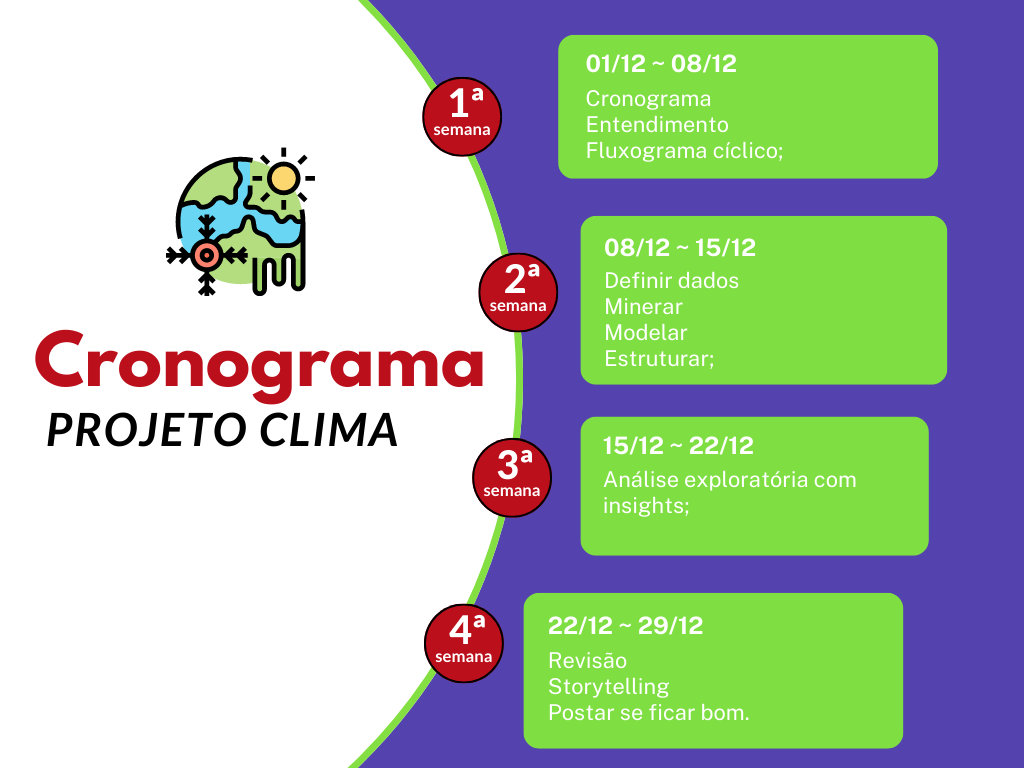 Cronograma
PROJETO CLIMA
1ª
semana
01/12 ~ 08/12
Cronograma
Entendimento
Fluxograma cíclico;
2ª
semana
08/12 ~ 15/12
Definir dados
Minerar
Modelar
Estruturar;
3ª
semana
15/12 ~ 22/12
Análise exploratória com
insights;
4ª
semana
22/12 ~ 29/12
Revisão
Storytelling
Postar se ficar bom.